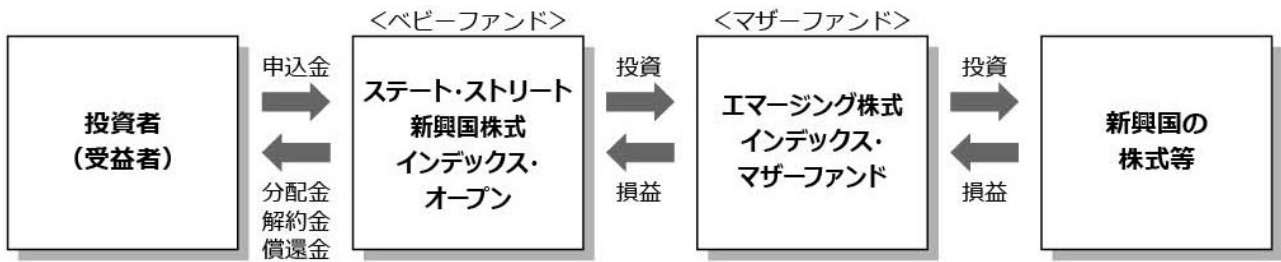 <ベビーファンド>
<マザーファンド>
投資者
（受益者）
申込金
分配金
解約金
償還金
ステート・ストリート
新興国株式
インデックス・
オープン
投資
損益
エマージング株式
インデックス・
マザーファンド
投資
損益
新興国の
株式等